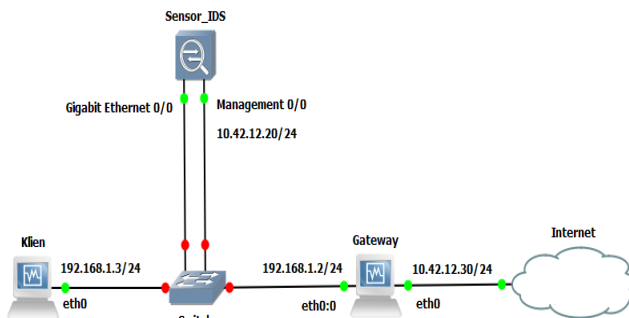 Sensor_IDS
Gigabit Ethernet 0/0
Management 0/0
10.42.12.20/24
Klien
192.168.1.3/24
eth0
192.168.1.2/24
eth0:0
Gateway
10.42.12.30/24
eth0
Internet